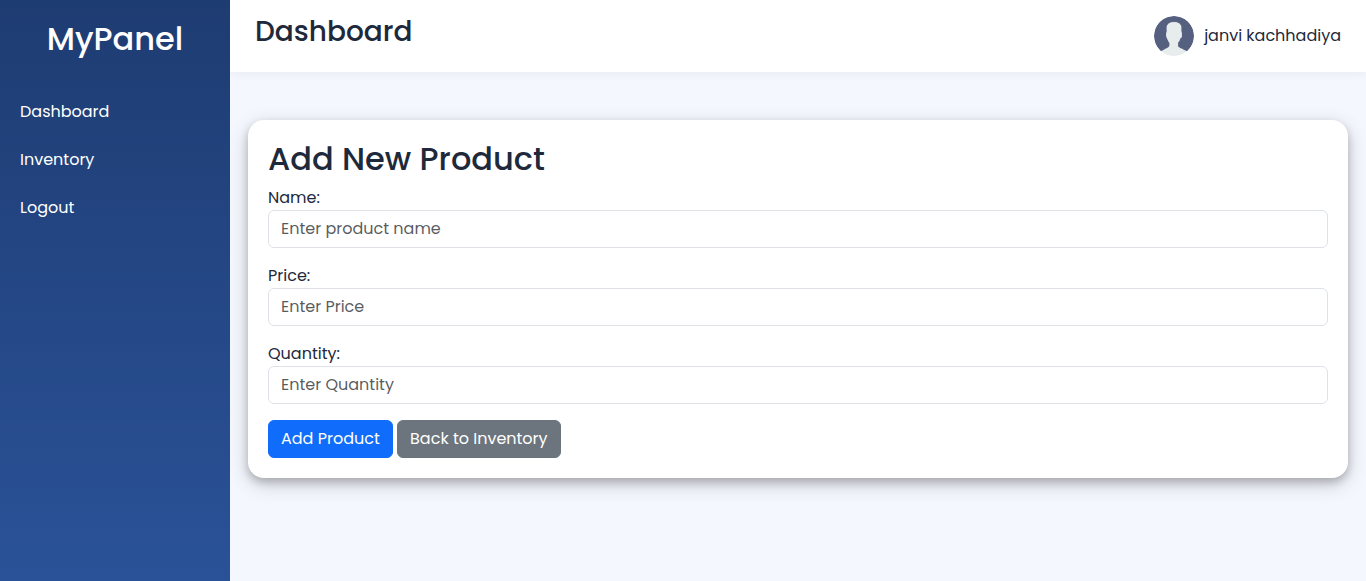 MyPanel
Dashboard
Inventory
Logout
Dashboard
janvi kachhadiya
Add New Product
Name:
Enter product name
Price:
Enter Price
Quantity:
Enter Quantity
Add Product
Back to Inventory